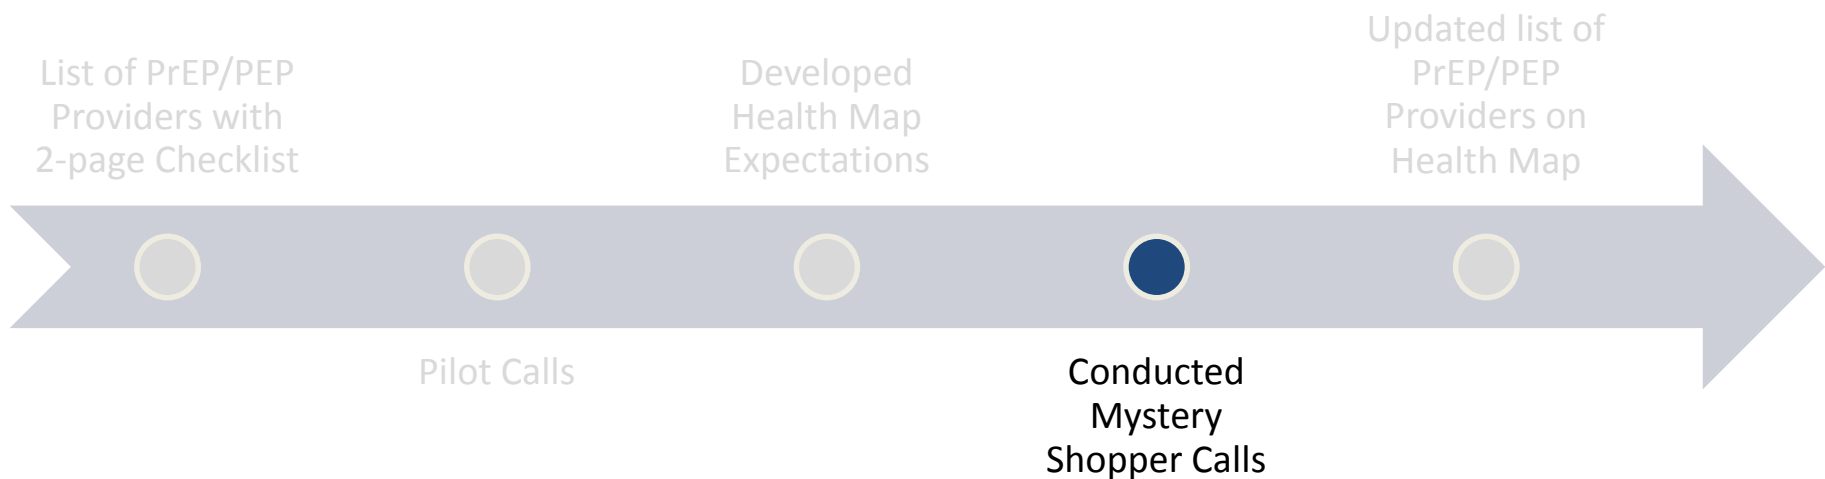 List of PrEP/PEP
Providers with
2-page Checklist
Pilot Calls
Developed
Health Map
Expectations
Conducted
Mystery
Shopper Calls
Updated list of
PrEP/PEP
Providers on
Health Map